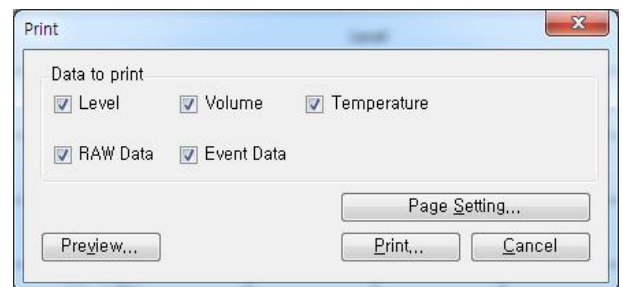 Print
Data to print
Level Volume Temperature
RAW Data Event Data
Page Setting,,,
Preview,,, Print,,, Cancel